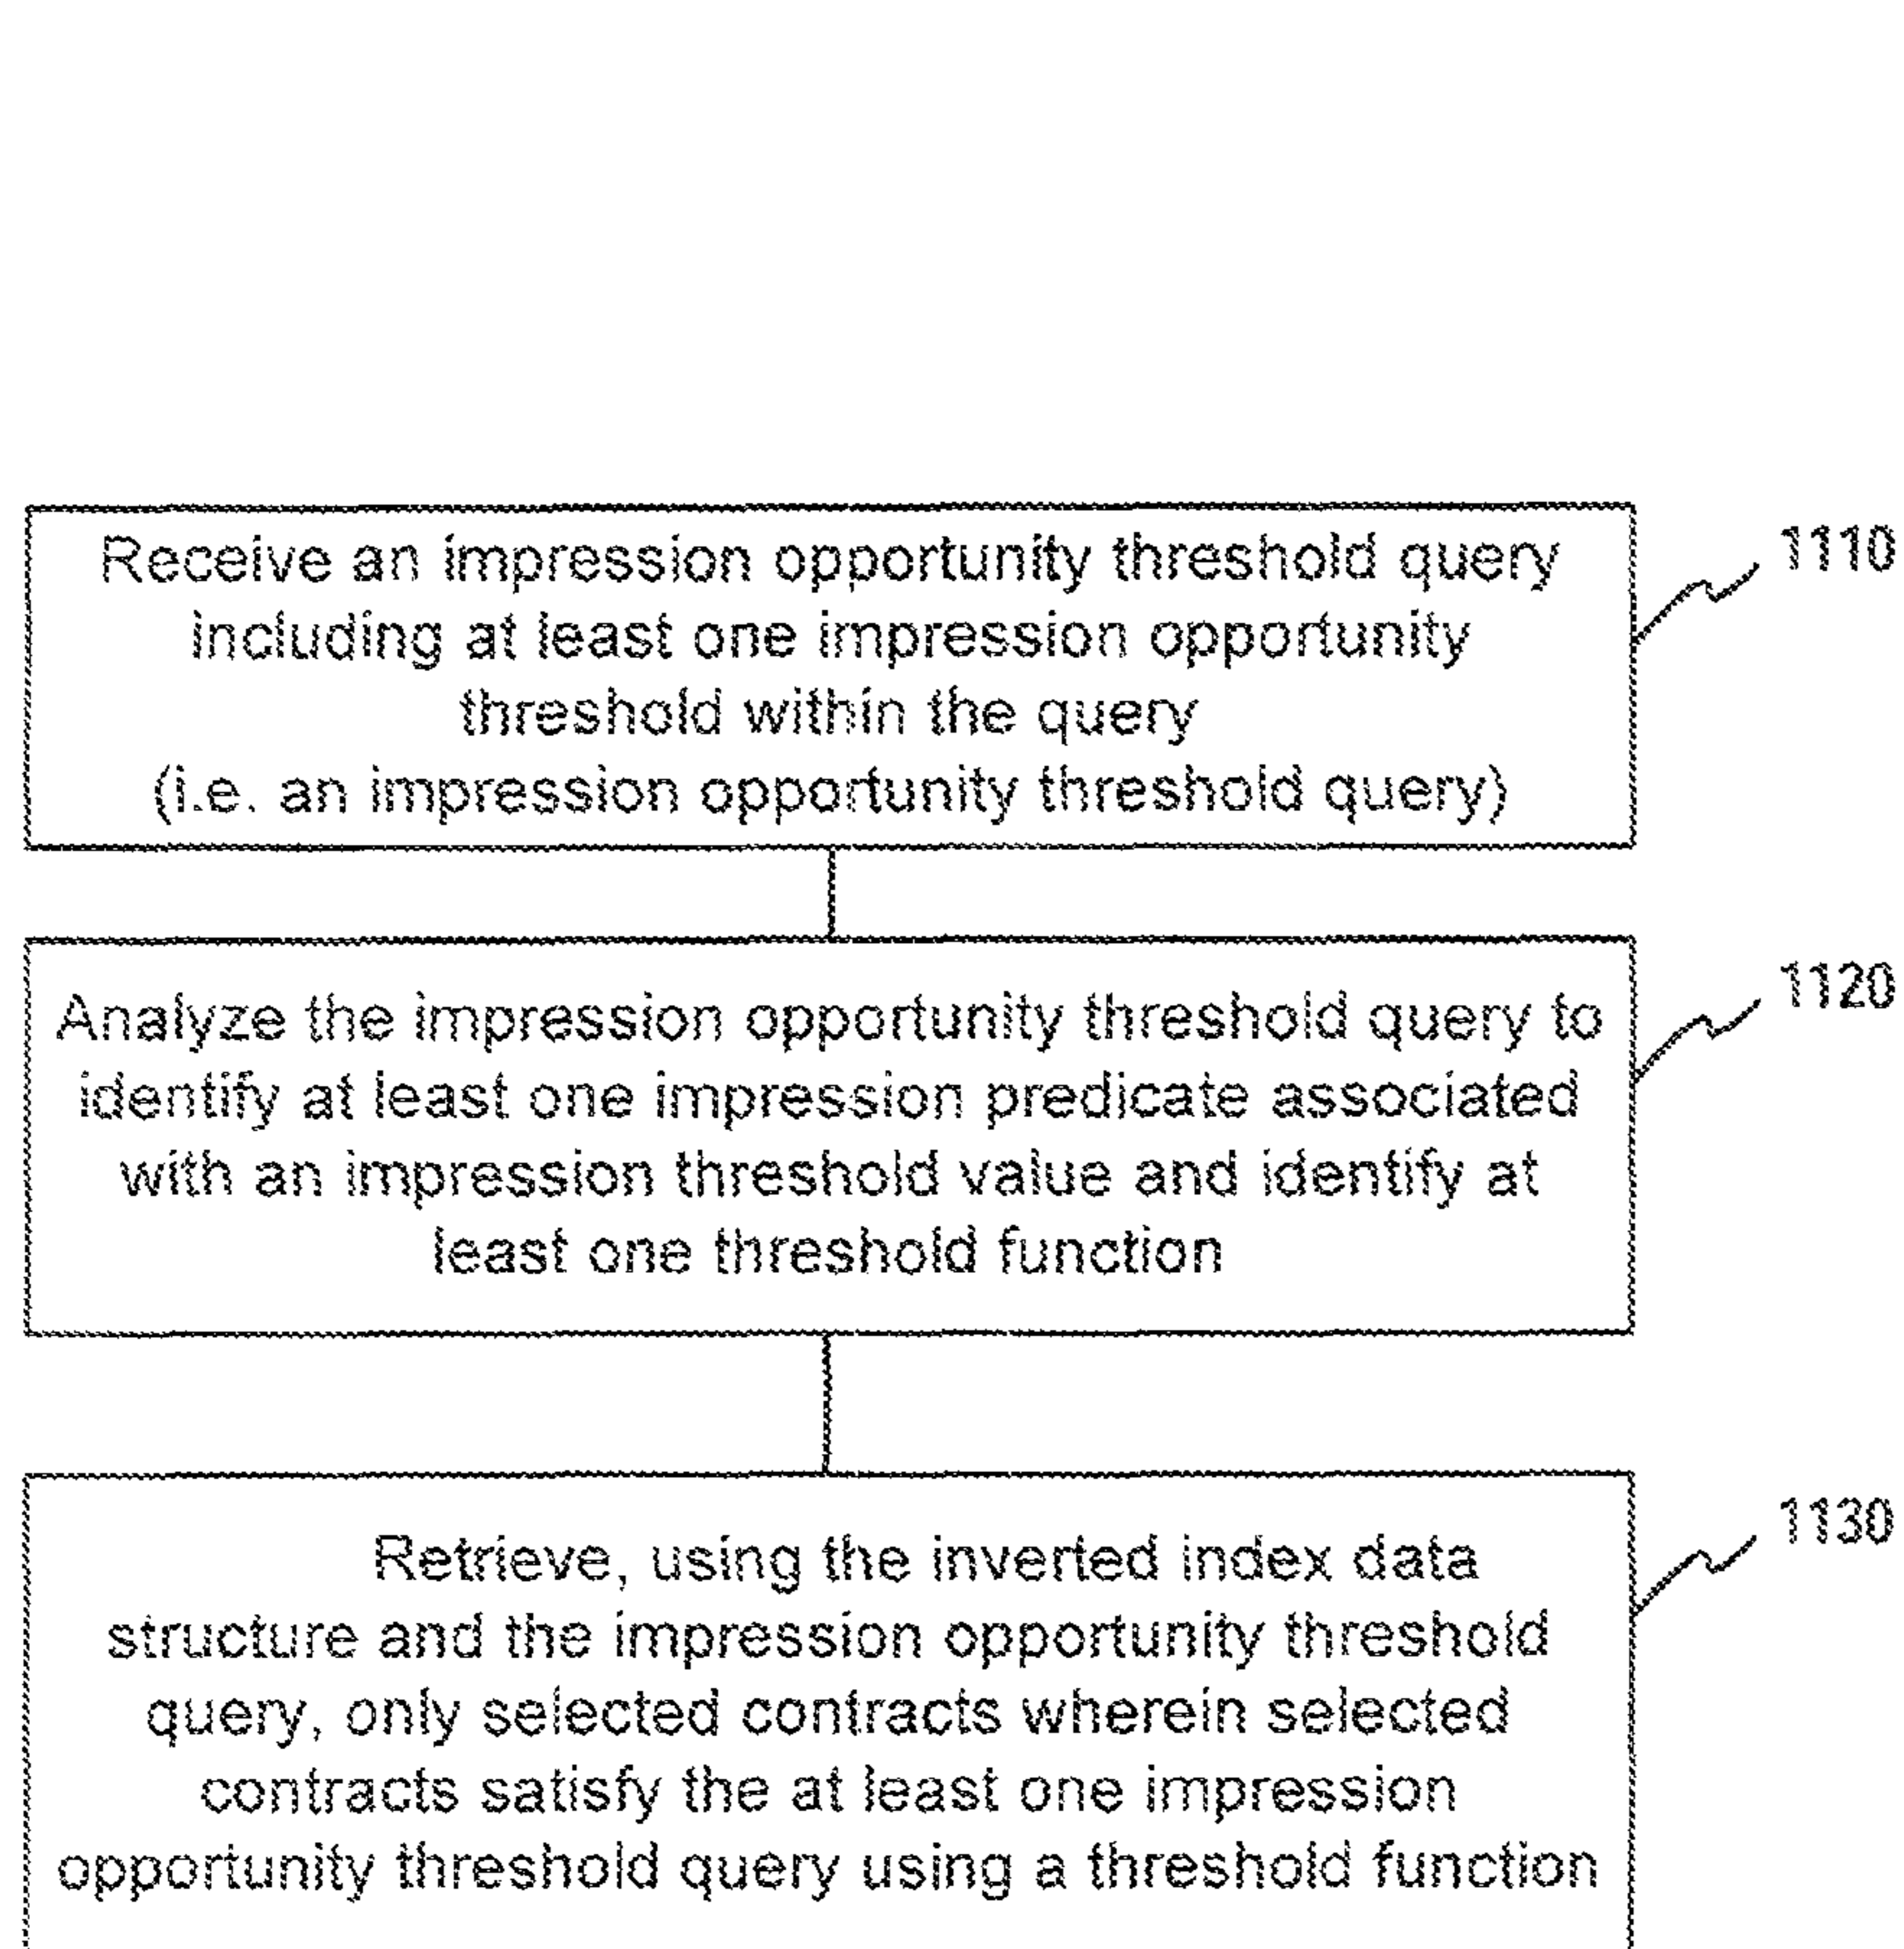 Receive an impression opportunity threshold query
including at least one impression opportunity
threshold within the query
(i.e. an impression opportunity threshold query)
1110
Analyze the impression opportunity threshold query to
identify at least one impression predicate associated
with an impression threshold value and identify at
least one threshold function
1120
Retrieve, using the inverted index data
structure and the impression opportunity threshold
query, only selected contracts wherein selected
contracts satisfy the at least one impression
opportunity threshold query using a threshold function
1130